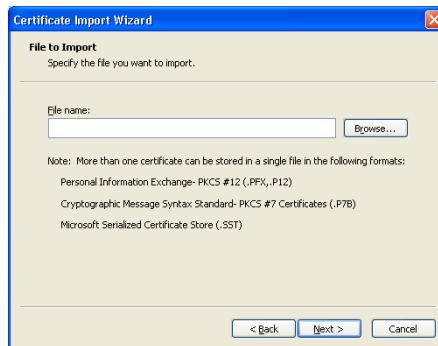 Certificate Import Wizard
File to Import
Specify the file you want to import.
File name:
Browse...
Note: More than one certificate can be stored in a single file in the following formats:
Personal Information Exchange- PKCS #12 (.PFX,.P12)
Cryptographic Message Syntax Standard- PKCS #7 Certificates (.P7B)
Microsoft Serialized Certificate Store (.SST)
< Back Next > Cancel